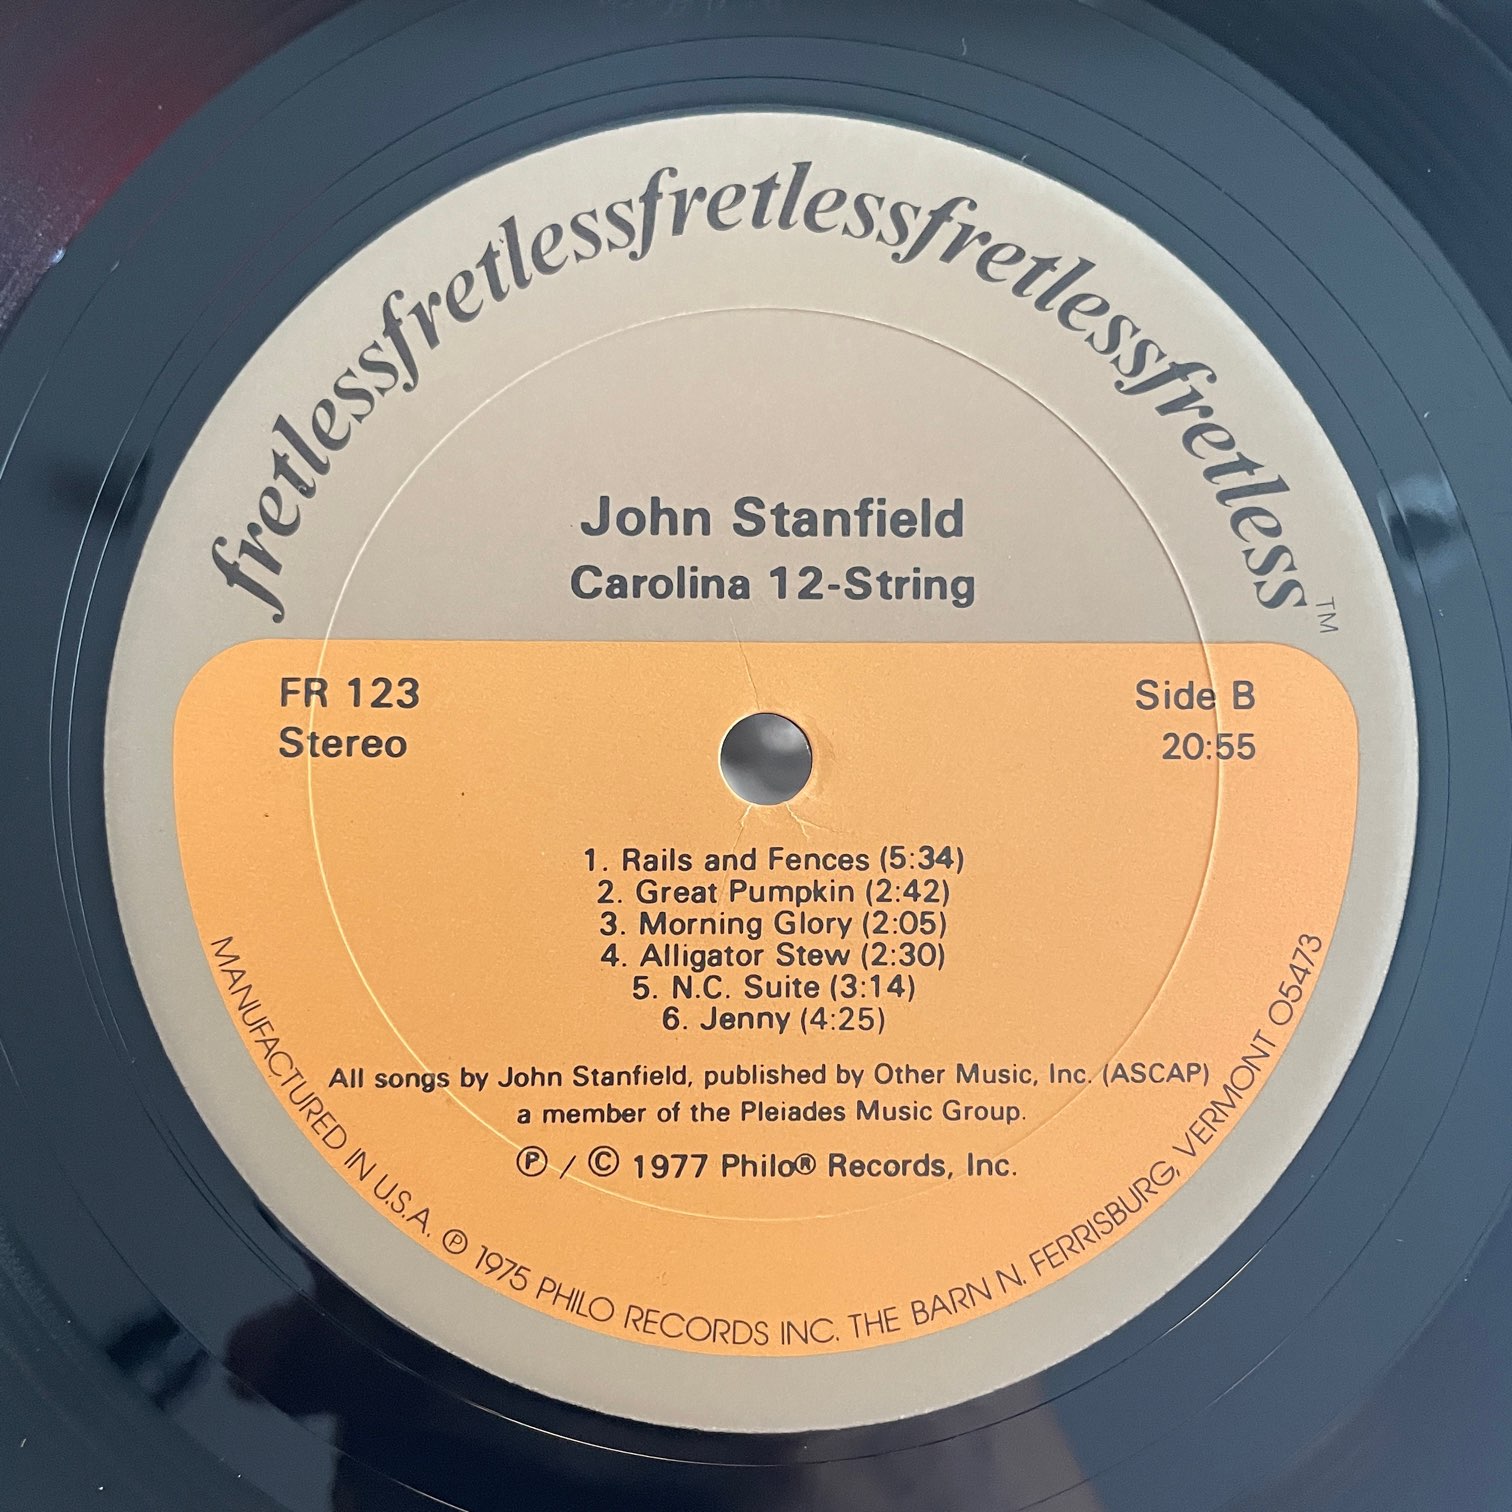 fretlessfretlessfretlessfretlessfretless™
John Stanfield
Carolina 12-String
FR 123
Stereo
Side B
20:55
1. Rails and Fences (5:34)
2. Great Pumpkin (2:42)
3. Morning Glory (2:05)
4. Alligator Stew (2:30)
5. N.C. Suite (3:14)
6. Jenny (4:25)
All songs by John Stanfield, published by Other Music, Inc. (ASCAP)
a member of the Pleiades Music Group.
Ⓟ / © 1977 Philo® Records, Inc.
MANUFACTURED IN U.S.A. Ⓟ 1975 PHILO RECORDS INC. THE BARN N. FERRISBURG, VERMONT 05473